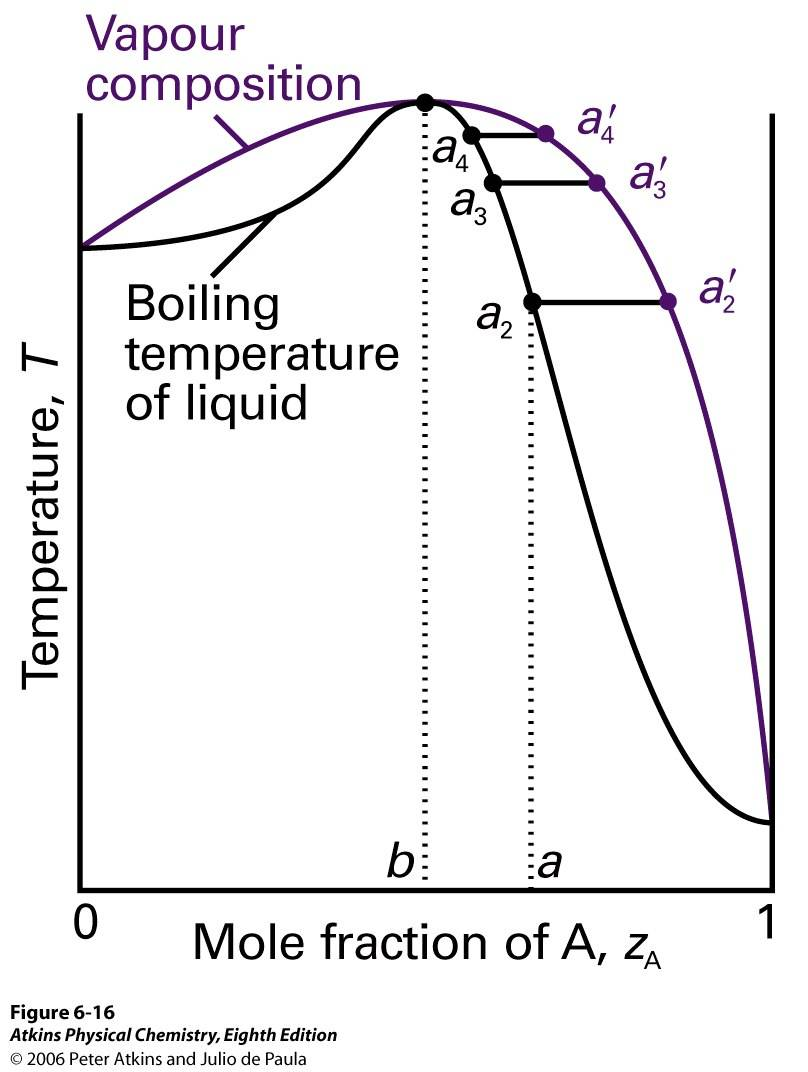 Vapour
composition
a₄
a′₄
a₃
a′₃
a₂
a′₂
Boiling
temperature
of liquid
Temperature, T
b
a
0
1
Mole fraction of A, zA
Figure 6-16
Atkins Physical Chemistry, Eighth Edition
© 2006 Peter Atkins and Julio de Paula